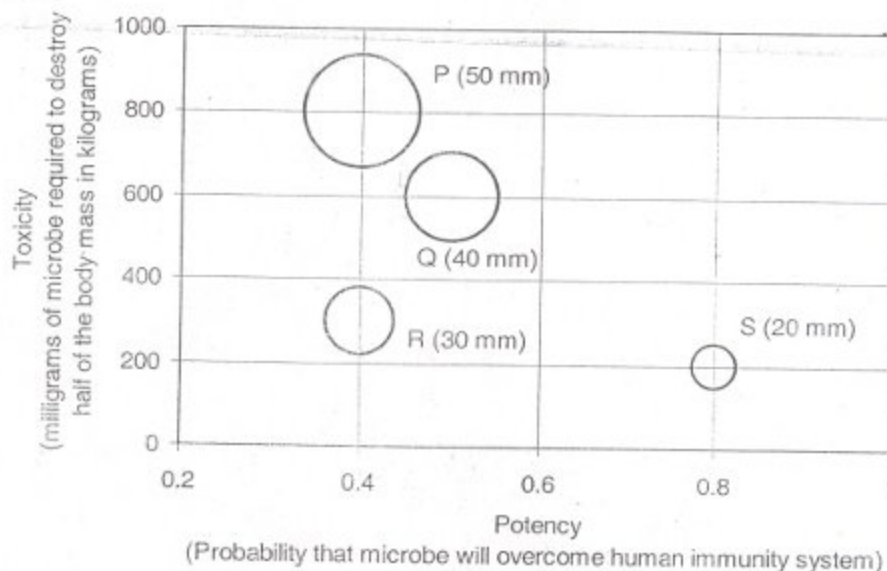 1000
800
600
400
200
0
Toxicity
(milligrams of microbe required to destroy
half of the body mass in kilograms)
P (50 mm)
Q (40 mm)
R (30 mm)
S (20 mm)
0.2
0.4
0.6
0.8
Potency
(Probability that microbe will overcome human immunity system)